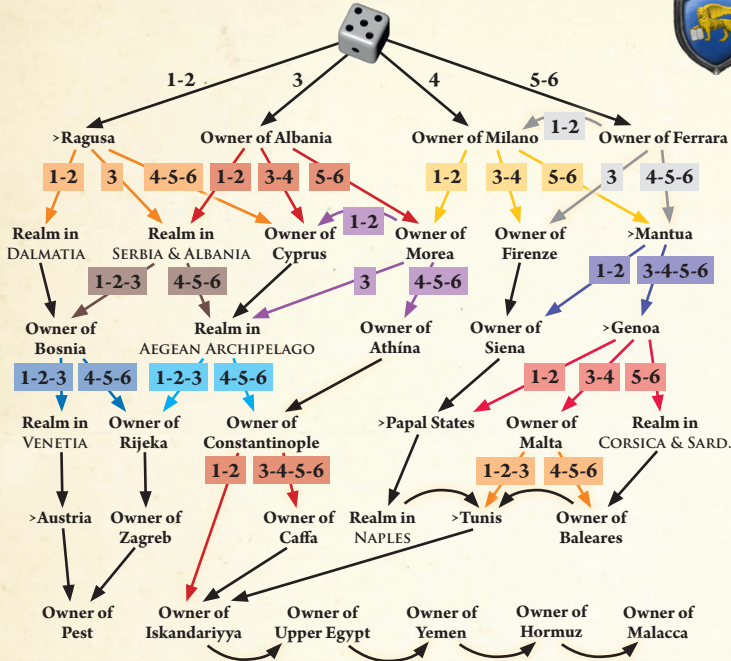 1-2 3 4 5-6
>Ragusa Owner of Albania Owner of Milano 1-2 Owner of Ferrara
1-2 3 4-5-6 1-2 3-4 5-6 1-2 3-4 5-6 3 4-5-6
Realm in Realm in Owner of 1-2 Owner of Owner of >Mantua
DALMATIA SERBIA & ALBANIA Cyprus Morea Firenze
1-2-3 4-5-6 3 4-5-6 1-2 3-4-5-6
Owner of Realm in Owner of Owner of >Genoa
Bosnia AEGEAN ARCHIPELAGO Athína Siena
1-2-3 4-5-6 1-2-3 4-5-6 1-2 3-4 5-6
Realm in Owner of Owner of >Papal States Owner of Realm in
VENETIA Rijeka Constantinople Malta CORSICA & SARD.
1-2 3-4-5-6 1-2-3 4-5-6
>Austria Owner of Owner of Realm in >Tunis Owner of
Zagreb Caffa NAPLES Baleares
Owner of Owner of Owner of Owner of Owner of Owner of
Pest Iskandariyya Upper Egypt Yemen Hormuz Malacca